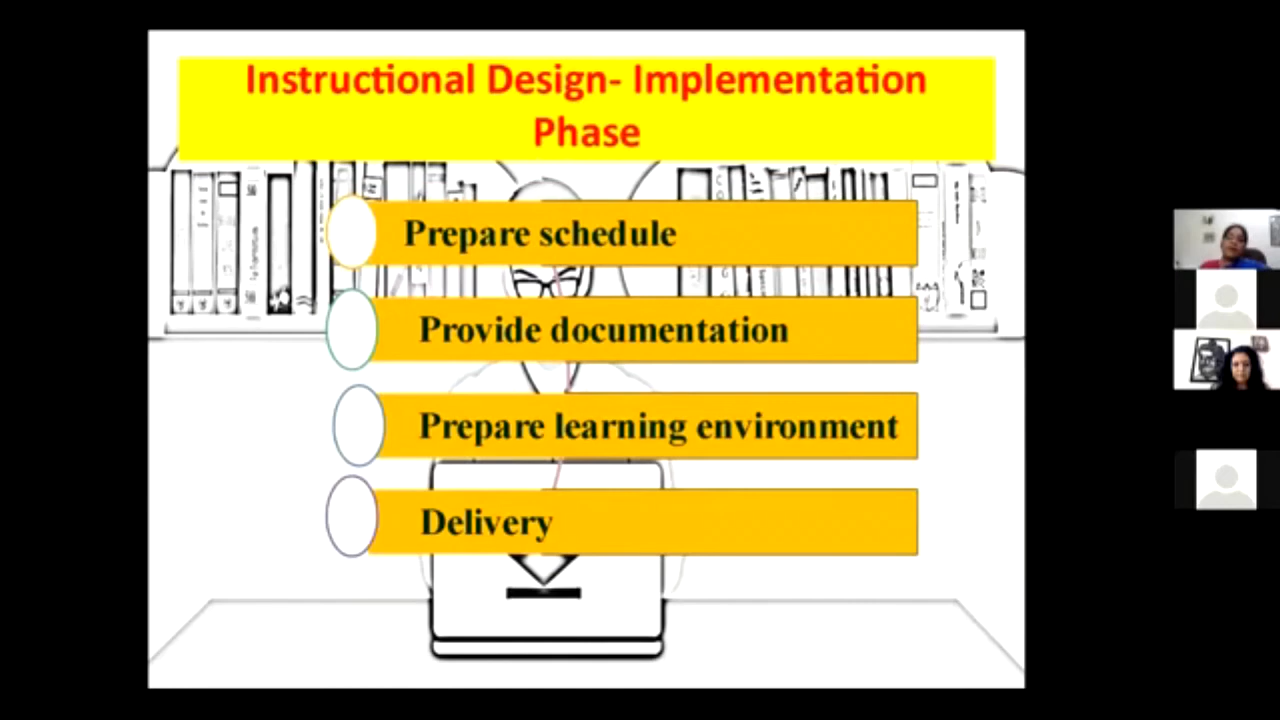 Instructional Design- Implementation
Phase
Prepare schedule
Provide documentation
Prepare learning environment
Delivery